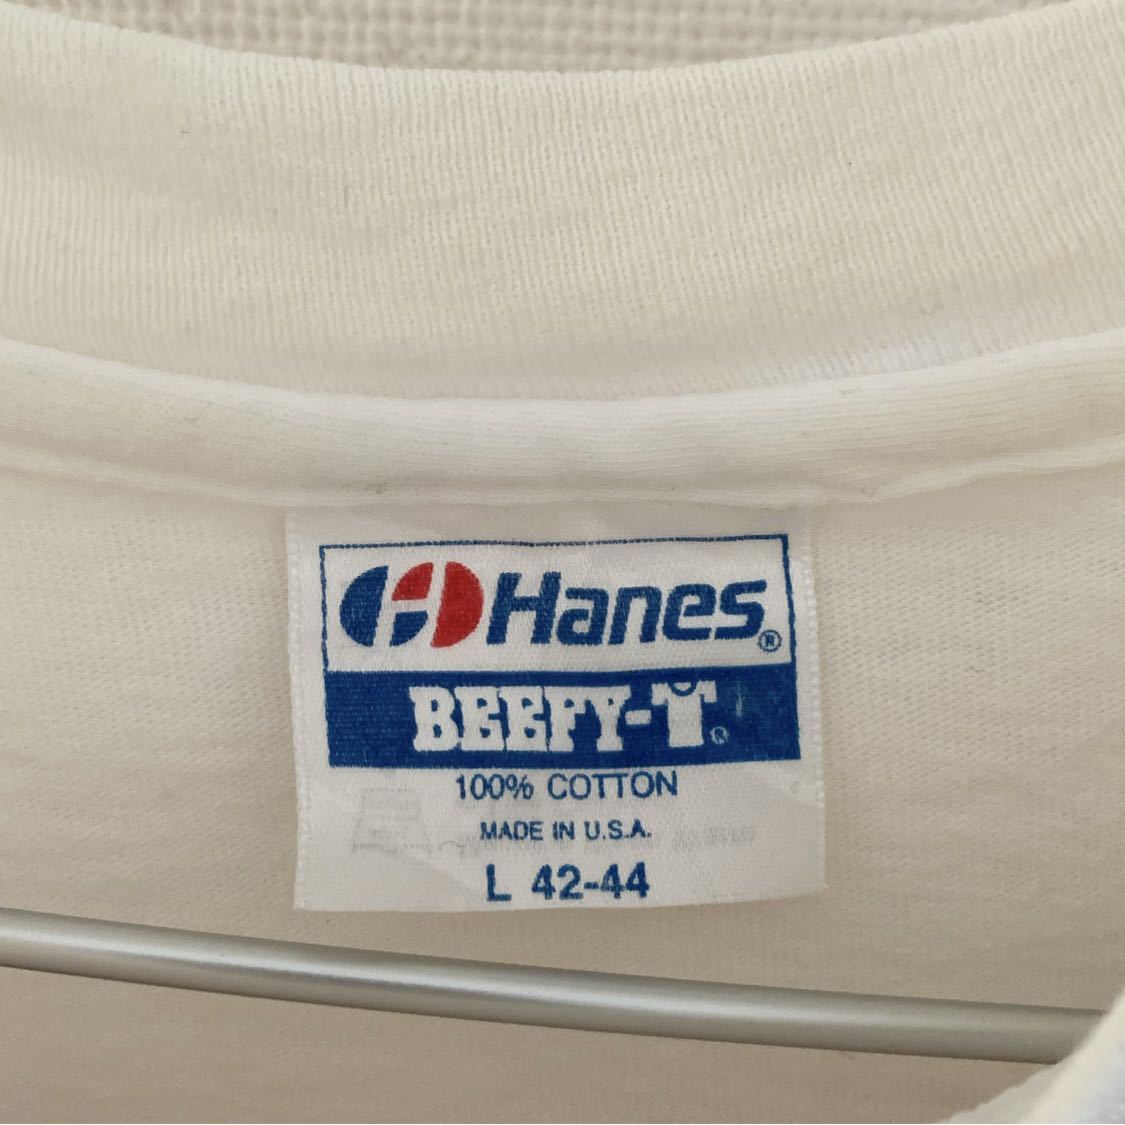 Hanes®
BEEFY-T®
100% COTTON
MADE IN U.S.A.
L 42-44